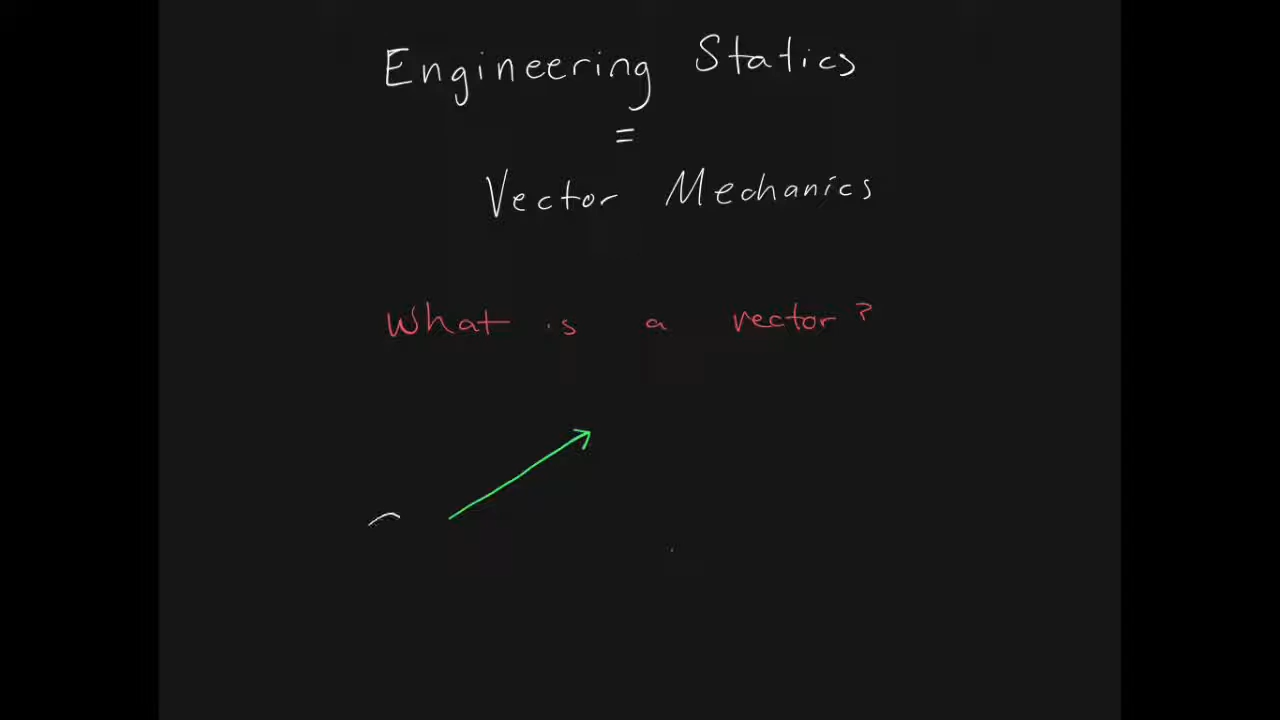 Engineering Statics
=
Vector Mechanics
What is a vector?